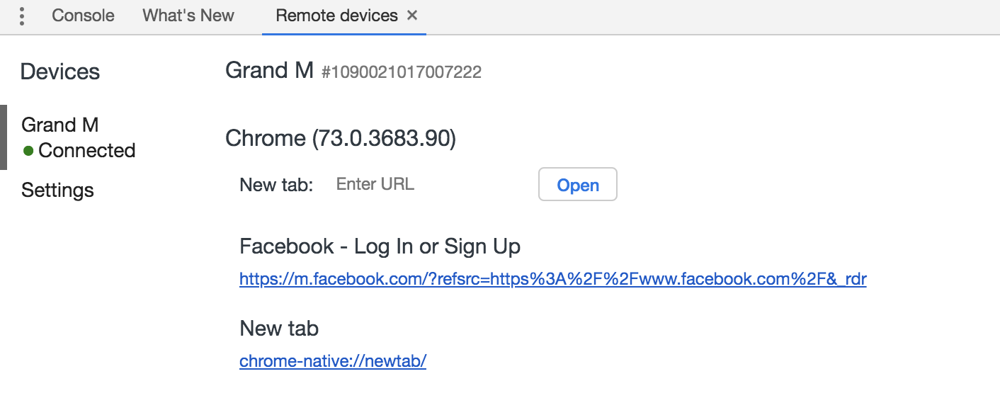 Console What's New Remote devices ×
Devices
Grand M
Connected
Settings
Grand M #1090021017007222
Chrome (73.0.3683.90)
New tab: Enter URL Open
Facebook - Log In or Sign Up
https://m.facebook.com/?refsrc=https%3A%2F%2Fwww.facebook.com%2F&_rdr
New tab
chrome-native://newtab/